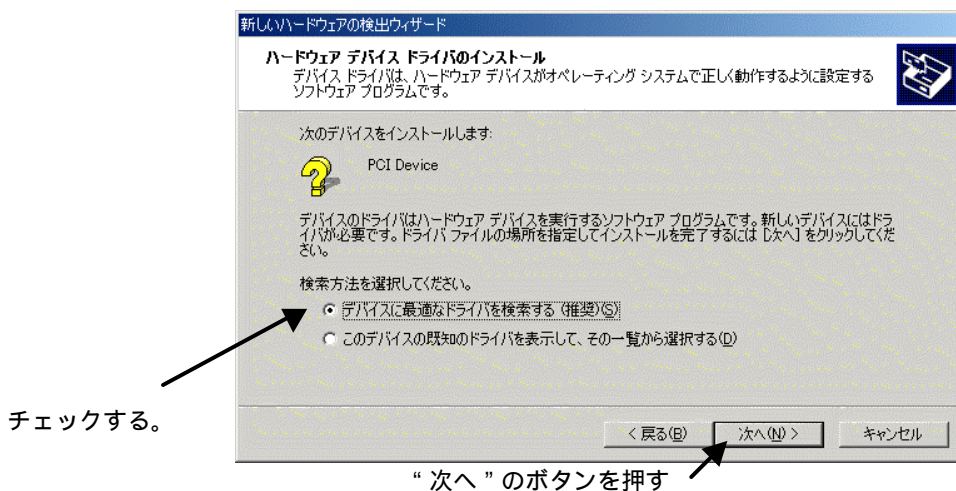 新しいハードウェアの検出ウィザード
ハードウェア デバイス ドライバのインストール
デバイス ドライバは、ハードウェア デバイスがオペレーティング システムで正しく動作するように設定する
ソフトウェア プログラムです。
次のデバイスをインストールします:
PCI Device
デバイスのドライバはハードウェア デバイスを実行するソフトウェア プログラムです。新しいデバイスにはドラ
イバが必要です。ドライバ ファイルの場所を指定してインストールを完了するには [次へ] をクリックしてくだ
さい。
検索方法を選択してください。
デバイスに最適なドライバを検索する (推奨)(S)
このデバイスの既知のドライバを表示して、その一覧から選択する(D)
チェックする。
< 戻る(B) 次へ(N) > キャンセル
“ 次へ ” のボタンを押す